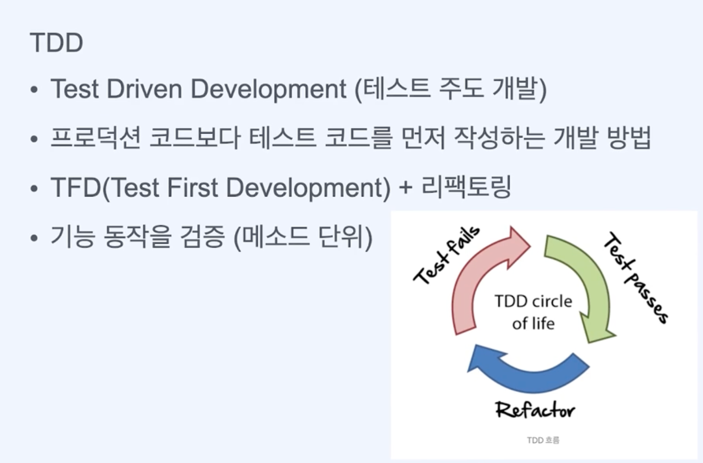 TDD
• Test Driven Development (테스트 주도 개발)
• 프로덕션 코드보다 테스트 코드를 먼저 작성하는 개발 방법
• TFD(Test First Development) + 리팩토링
• 기능 동작을 검증 (메소드 단위)
Test fails
Test passes
TDD circle
of life
Refactor
TDD 흐름